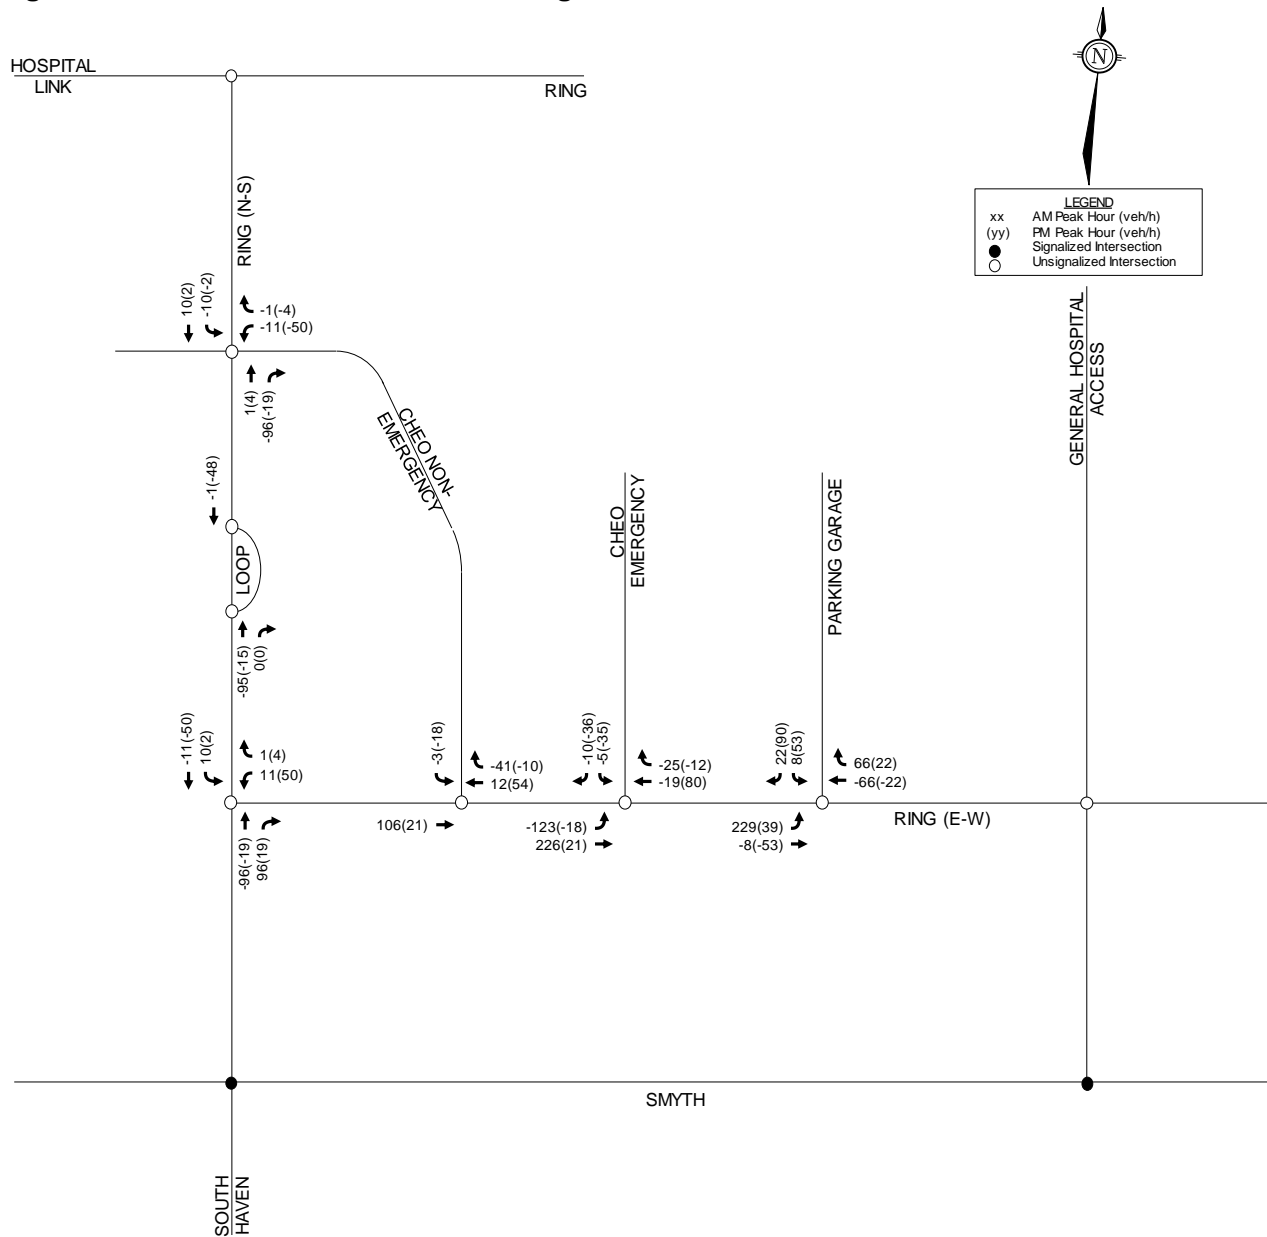 HOSPITAL
LINK
RING
N
LEGEND
xx AM Peak Hour (veh/h)
(yy) PM Peak Hour (veh/h)
Signalized Intersection
Unsignalized Intersection
RING (N-S)
10(2)
-10(-2)
-1(-4)
-11(-50)
1(4)
-96(-19)
GENERAL HOSPITAL
ACCESS
CHEO NON-
EMERGENCY
-1(-48)
LOOP
CHEO
EMERGENCY
PARKING GARAGE
-95(-15)
0(0)
-11(-50)
10(2)
1(4)
11(50)
-3(-18)
-41(-10)
12(54)
-10(-36)
-5(-35)
-25(-12)
-19(80)
22(90)
8(53)
66(22)
-66(-22)
106(21)
-123(-18)
226(21)
229(39)
-8(-53)
RING (E-W)
-96(-19)
96(19)
SMYTH
SOUTH
HAVEN